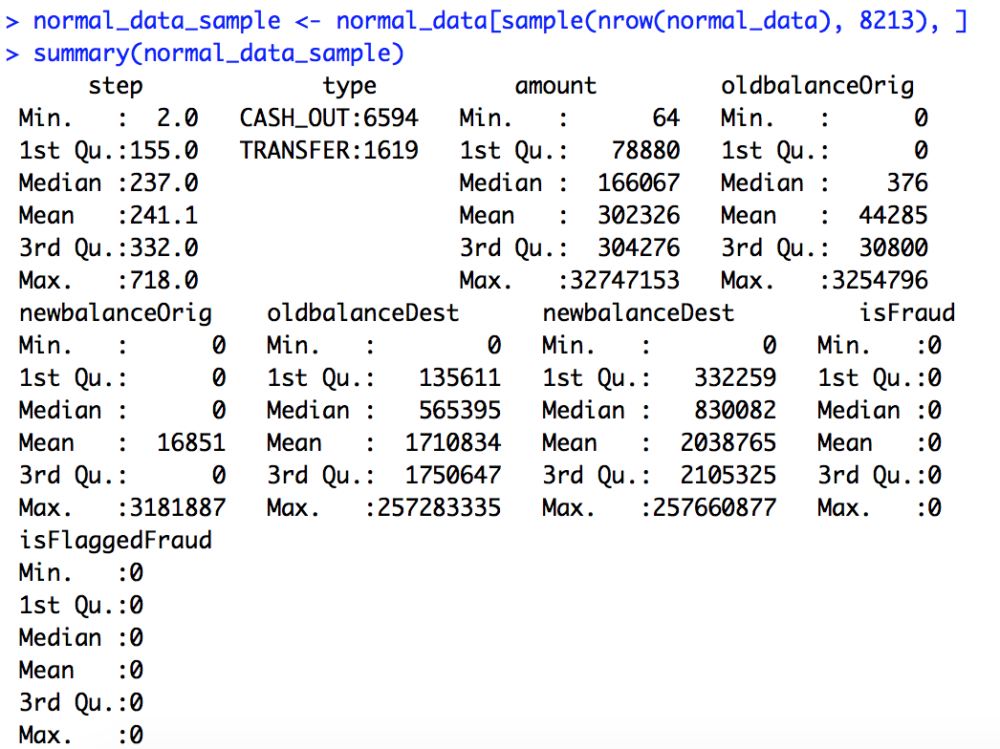 > normal_data_sample <- normal_data[sample(nrow(normal_data), 8213), ]
> summary(normal_data_sample)
      step              type          amount         oldbalanceOrig
 Min.   :  2.0   CASH_OUT:6594   Min.   :      64   Min.   :      0
 1st Qu.:155.0   TRANSFER:1619   1st Qu.:   78880   1st Qu.:      0
 Median :237.0                   Median :  166067   Median :    376
 Mean   :241.1                   Mean   :  302326   Mean   :  44285
 3rd Qu.:332.0                   3rd Qu.:  304276   3rd Qu.:  30800
 Max.   :718.0                   Max.   :32747153   Max.   :3254796
 newbalanceOrig    oldbalanceDest      newbalanceDest         isFraud
 Min.   :      0   Min.   :        0   Min.   :        0   Min.   :0
 1st Qu.:      0   1st Qu.:   135611   1st Qu.:   332259   1st Qu.:0
 Median :      0   Median :   565395   Median :   830082   Median :0
 Mean   :  16851   Mean   :  1710834   Mean   :  2038765   Mean   :0
 3rd Qu.:      0   3rd Qu.:  1750647   3rd Qu.:  2105325   3rd Qu.:0
 Max.   :3181887   Max.   :257283335   Max.   :257660877   Max.   :0
 isFlaggedFraud
 Min.   :0
 1st Qu.:0
 Median :0
 Mean   :0
 3rd Qu.:0
 Max.   :0